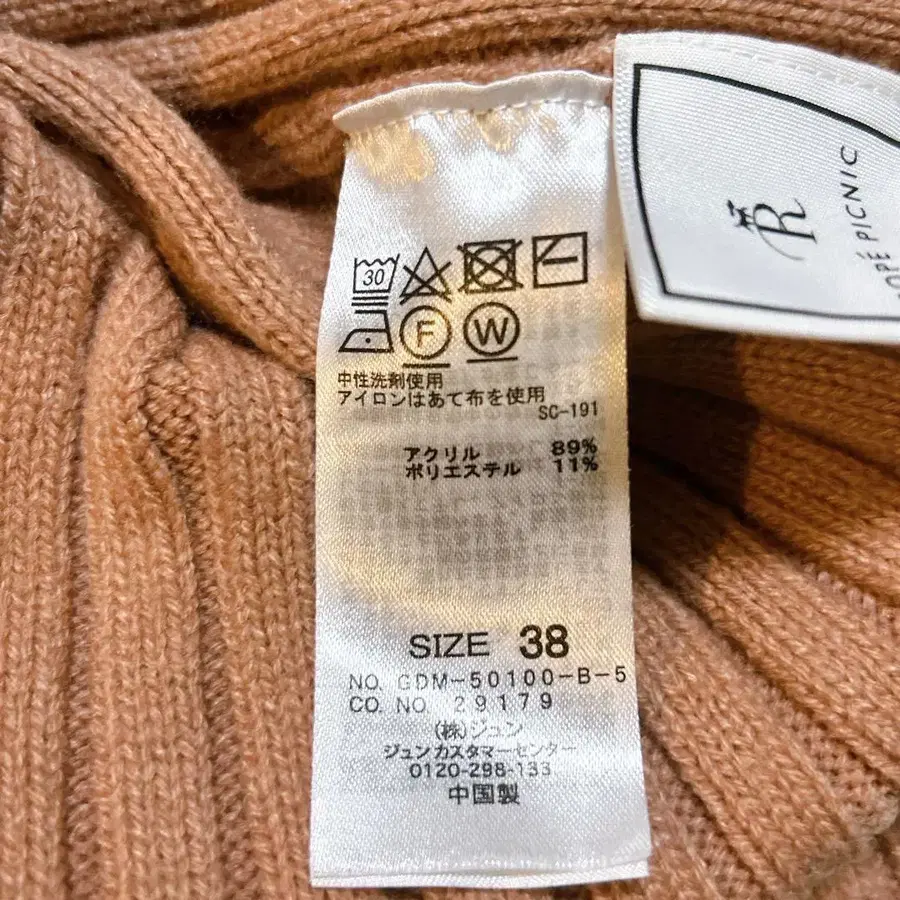 30
F W
中性洗剤使用
アイロンはあて布を使用
SC-191
アクリル 89%
ポリエステル 11%
SIZE 38
NO. GDM-50100-B-5
CO. NO. 29179
(株)ジュン
ジュンカスタマーセンター
0120-298-133
中国製
R
PICNIC